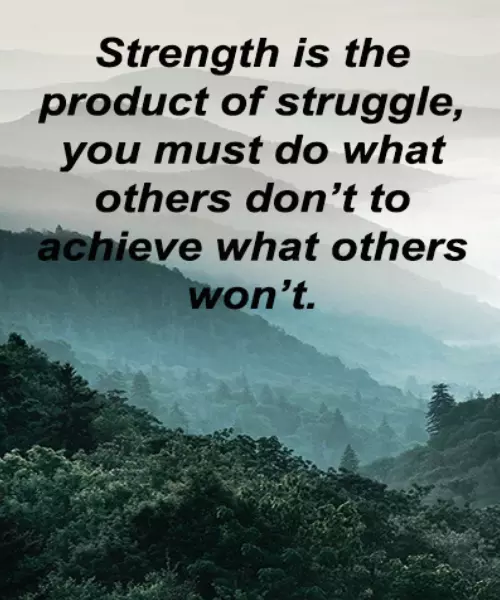 Strength is the
product of struggle,
you must do what
others don’t to
achieve what others
won’t.